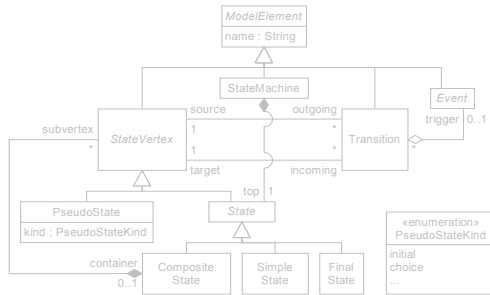 ModelElement
name : String
StateMachine
Event
source
outgoing
trigger
0..1
subvertex
*
StateVertex
1
*
Transition
*
1
*
target
incoming
top
1
PseudoState
kind : PseudoStateKind
State
«enumeration»
PseudoStateKind
initial
choice
...
container
0..1
Composite
State
Simple
State
Final
State